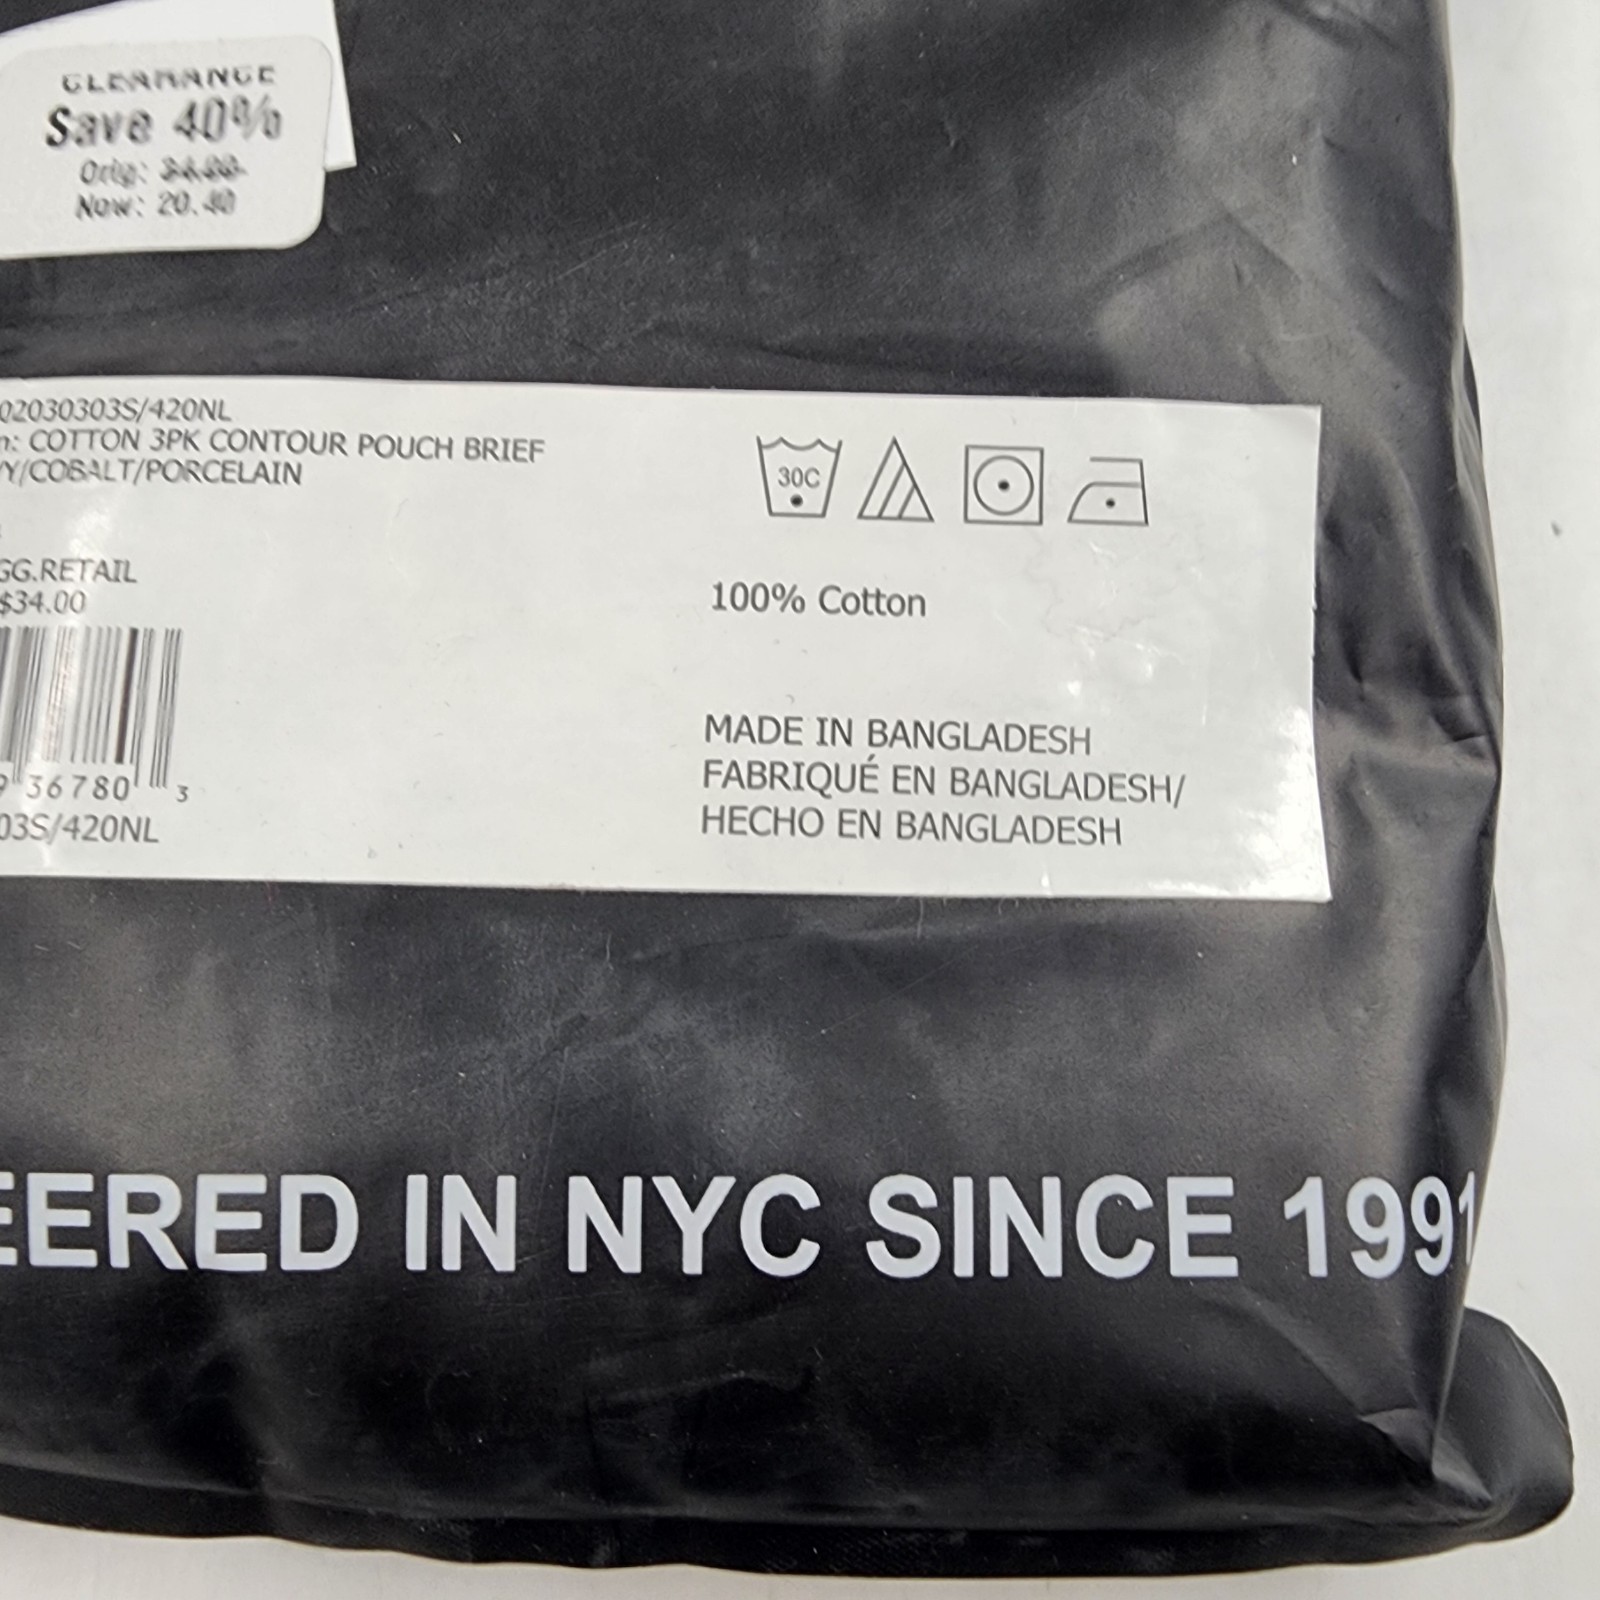 CLEARANCE
Save 40%
Orig: 34.00
Now: 20.40
02030303S/420NL
n: COTTON 3PK CONTOUR POUCH BRIEF
Y/COBALT/PORCELAIN
GG.RETAIL
$34.00
9 36780 3
03S/420NL
30C
100% Cotton
MADE IN BANGLADESH
FABRIQUÉ EN BANGLADESH/
HECHO EN BANGLADESH
EERED IN NYC SINCE 1991